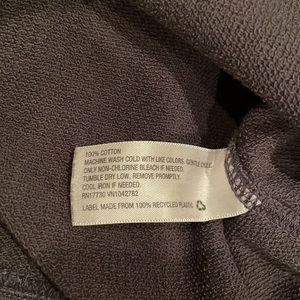 100% COTTON
MACHINE WASH COLD WITH LIKE COLORS. GENTLE CYCLE.
ONLY NON-CHLORINE BLEACH IF NEEDED.
TUMBLE DRY LOW. REMOVE PROMPTLY.
COOL IRON IF NEEDED.
RN17730 VN1042782
LABEL MADE FROM 100% RECYCLED PLASTIC